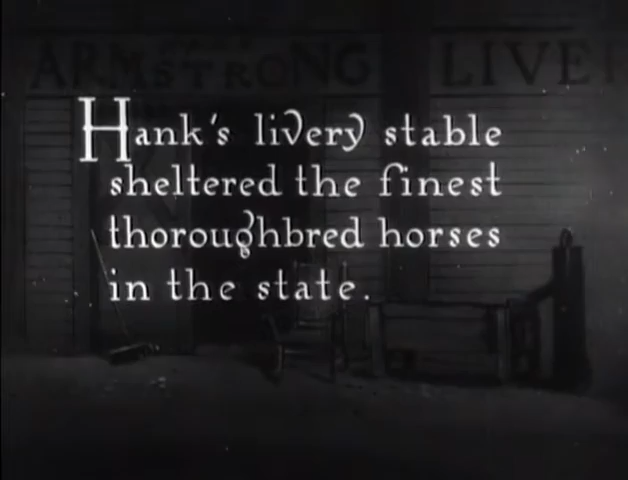 ARMSTRONG LIVE
Hank's livery stable
sheltered the finest
thoroughbred horses
in the state.